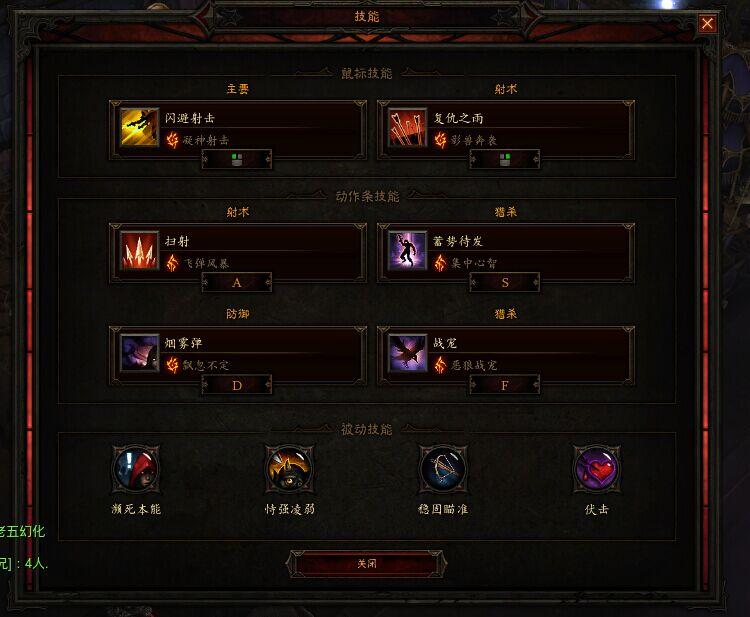 技能
鼠标技能
主要
射术
闪避射击
复仇之雨
凝神射击
影兽奔袭
动作条技能
射术
猎杀
扫射
蓄势待发
飞弹风暴
集中心智
A
S
防御
猎杀
烟雾弹
战宠
飘忽不定
恶狼战宠
D
F
被动技能
濒死本能
恃强凌弱
稳固瞄准
伏击
老五幻化
]：4人.
关闭